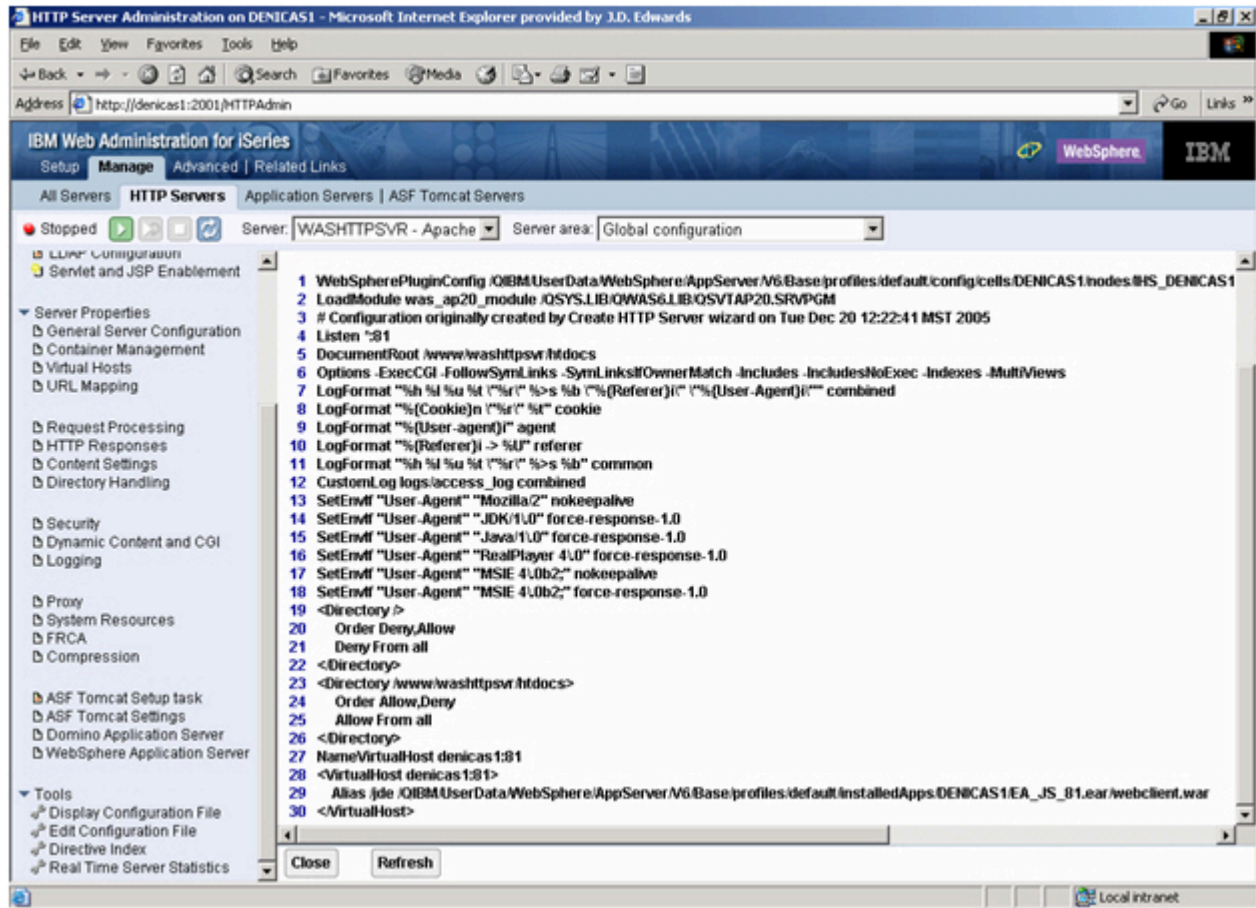 HTTP Server Administration on DENICAS1 - Microsoft Internet Explorer provided by J.D. Edwards
File Edit View Favorites Tools Help
Back Search Favorites Media
Address http://denicas1:2001/HTTPAdmin Go Links »
IBM Web Administration for iSeries
Setup Manage Advanced | Related Links WebSphere. IBM
All Servers HTTP Servers Application Servers | ASF Tomcat Servers
Stopped Server: WASHTTPSVR - Apache Server area: Global configuration
LDAP Configuration
Servlet and JSP Enablement
Server Properties
General Server Configuration
Container Management
Virtual Hosts
URL Mapping
Request Processing
HTTP Responses
Content Settings
Directory Handling
Security
Dynamic Content and CGI
Logging
Proxy
System Resources
FRCA
Compression
ASF Tomcat Setup task
ASF Tomcat Settings
Domino Application Server
WebSphere Application Server
Tools
Display Configuration File
Edit Configuration File
Directive Index
Real Time Server Statistics
1 WebSpherePluginConfig /QIBM/UserData/WebSphere/AppServer/V6/Base/profiles/default/config/cells/DENICAS1/nodes/IHS_DENICAS1
2 LoadModule was_ap20_module /QSYS.LIB/QWAS6.LIB/QSVTAP20.SRVPGM
3 # Configuration originally created by Create HTTP Server wizard on Tue Dec 20 12:22:41 MST 2005
4 Listen *:81
5 DocumentRoot /www/washttpsvr/htdocs
6 Options -ExecCGI -FollowSymLinks -SymLinksIfOwnerMatch -Includes -IncludesNoExec -Indexes -MultiViews
7 LogFormat "%h %l %u %t \"%r\" %>s %b \"%{Referer}i\" \"%{User-Agent}i\"" combined
8 LogFormat "%{Cookie}n \"%r\" %t" cookie
9 LogFormat "%{User-agent}i" agent
10 LogFormat "%{Referer}i -> %U" referer
11 LogFormat "%h %l %u %t \"%r\" %>s %b" common
12 CustomLog logs/access_log combined
13 SetEnvIf "User-Agent" "Mozilla/2" nokeepalive
14 SetEnvIf "User-Agent" "JDK/1\.0" force-response-1.0
15 SetEnvIf "User-Agent" "Java/1\.0" force-response-1.0
16 SetEnvIf "User-Agent" "RealPlayer 4\.0" force-response-1.0
17 SetEnvIf "User-Agent" "MSIE 4\.0b2;" nokeepalive
18 SetEnvIf "User-Agent" "MSIE 4\.0b2;" force-response-1.0
19 <Directory />
20 Order Deny,Allow
21 Deny From all
22 </Directory>
23 <Directory /www/washttpsvr/htdocs>
24 Order Allow,Deny
25 Allow From all
26 </Directory>
27 NameVirtualHost denicas1:81
28 <VirtualHost denicas1:81>
29 Alias /jde /QIBM/UserData/WebSphere/AppServer/V6/Base/profiles/default/installedApps/DENICAS1/EA_JS_81.ear/webclient.war
30 </VirtualHost>
Close Refresh
Local intranet